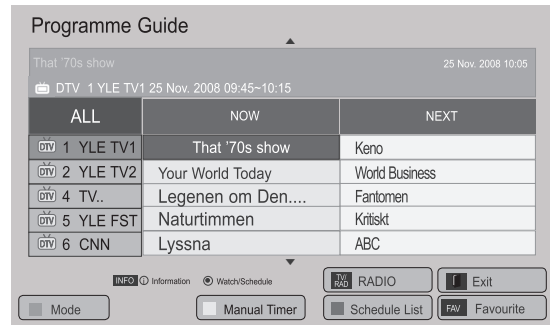 Programme Guide
That '70s show 25 Nov. 2008 10:05
DTV 1 YLE TV1 25 Nov. 2008 09:45~10:15
ALL NOW NEXT
DTV 1 YLE TV1 That '70s show Keno
DTV 2 YLE TV2 Your World Today World Business
DTV 4 TV.. Legenen om Den.... Fantomen
DTV 5 YLE FST Naturtimmen Kritiskt
DTV 6 CNN Lyssna ABC
INFO i Information Watch/Schedule TV/RAD RADIO Exit
Mode Manual Timer Schedule List FAV Favourite